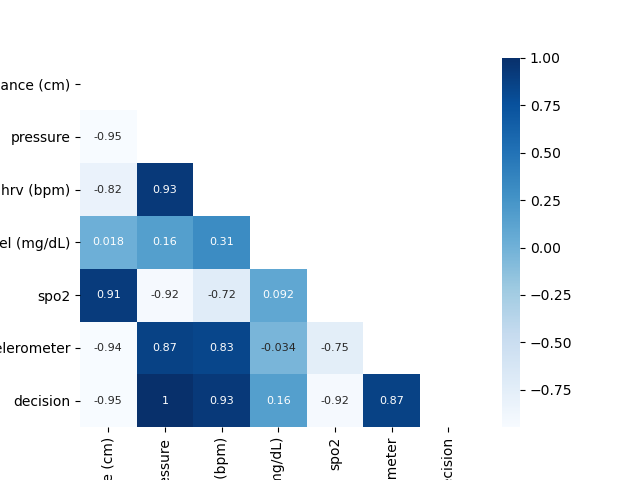 ance (cm)
pressure
-0.95
hrv (bpm)
-0.82 0.93
el (mg/dL)
0.018 0.16 0.31
spo2
0.91 -0.92 -0.72 0.092
lerometer
-0.94 0.87 0.83 -0.034 -0.75
decision
-0.95 1 0.93 0.16 -0.92 0.87
e (cm)
ssure
(bpm)
mg/dL)
spo2
meter
cision
1.00
0.75
0.50
0.25
0.00
−0.25
−0.50
−0.75